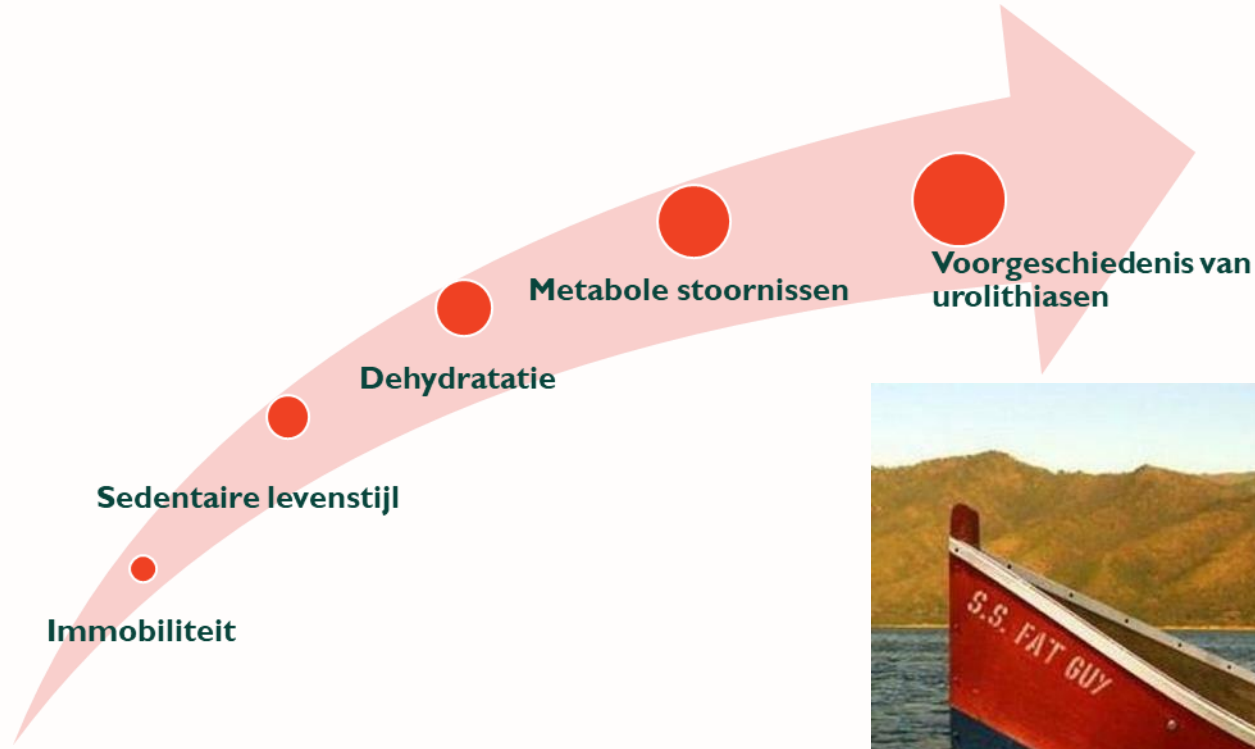 Voorgeschiedenis van
urolithiasen
Metabole stoornissen
Dehydratatie
Sedentaire levenstijl
Immobiliteit
S.S. FAT GUY